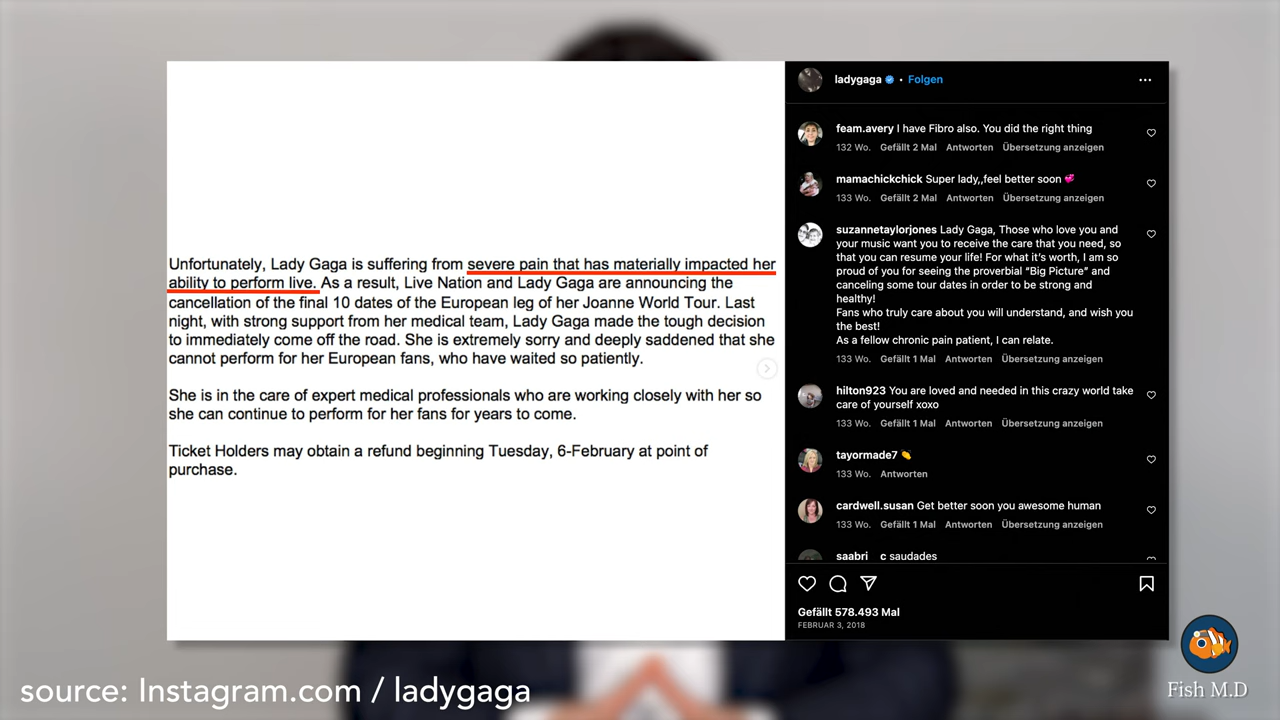 Unfortunately, Lady Gaga is suffering from severe pain that has materially impacted her
ability to perform live. As a result, Live Nation and Lady Gaga are announcing the
cancellation of the final 10 dates of the European leg of her Joanne World Tour. Last
night, with strong support from her medical team, Lady Gaga made the tough decision
to immediately come off the road. She is extremely sorry and deeply saddened that she
cannot perform for her European fans, who have waited so patiently.
She is in the care of expert medical professionals who are working closely with her so
she can continue to perform for her fans for years to come.
Ticket Holders may obtain a refund beginning Tuesday, 6-February at point of
purchase.
ladygaga • Folgen
feam.avery I have Fibro also. You did the right thing
132 Wo. Gefällt 2 Mal Antworten Übersetzung anzeigen
mamachickchick Super lady,,feel better soon 💞
133 Wo. Gefällt 2 Mal Antworten Übersetzung anzeigen
suzannetaylorjones Lady Gaga, Those who love you and
your music want you to receive the care that you need, so
that you can resume your life! For what it's worth, I am so
proud of you for seeing the proverbial “Big Picture” and
canceling some tour dates in order to be strong and
healthy!
Fans who truly care about you will understand, and wish you
the best!
As a fellow chronic pain patient, I can relate.
133 Wo. Gefällt 1 Mal Antworten Übersetzung anzeigen
hilton923 You are loved and needed in this crazy world take
care of yourself xoxo
133 Wo. Gefällt 1 Mal Antworten Übersetzung anzeigen
tayormade7 👏
133 Wo. Antworten
cardwell.susan Get better soon you awesome human
133 Wo. Gefällt 1 Mal Antworten Übersetzung anzeigen
saabri c saudades
Gefällt 578.493 Mal
FEBRUAR 3, 2018
source: Instagram.com / ladygaga
Fish M.D